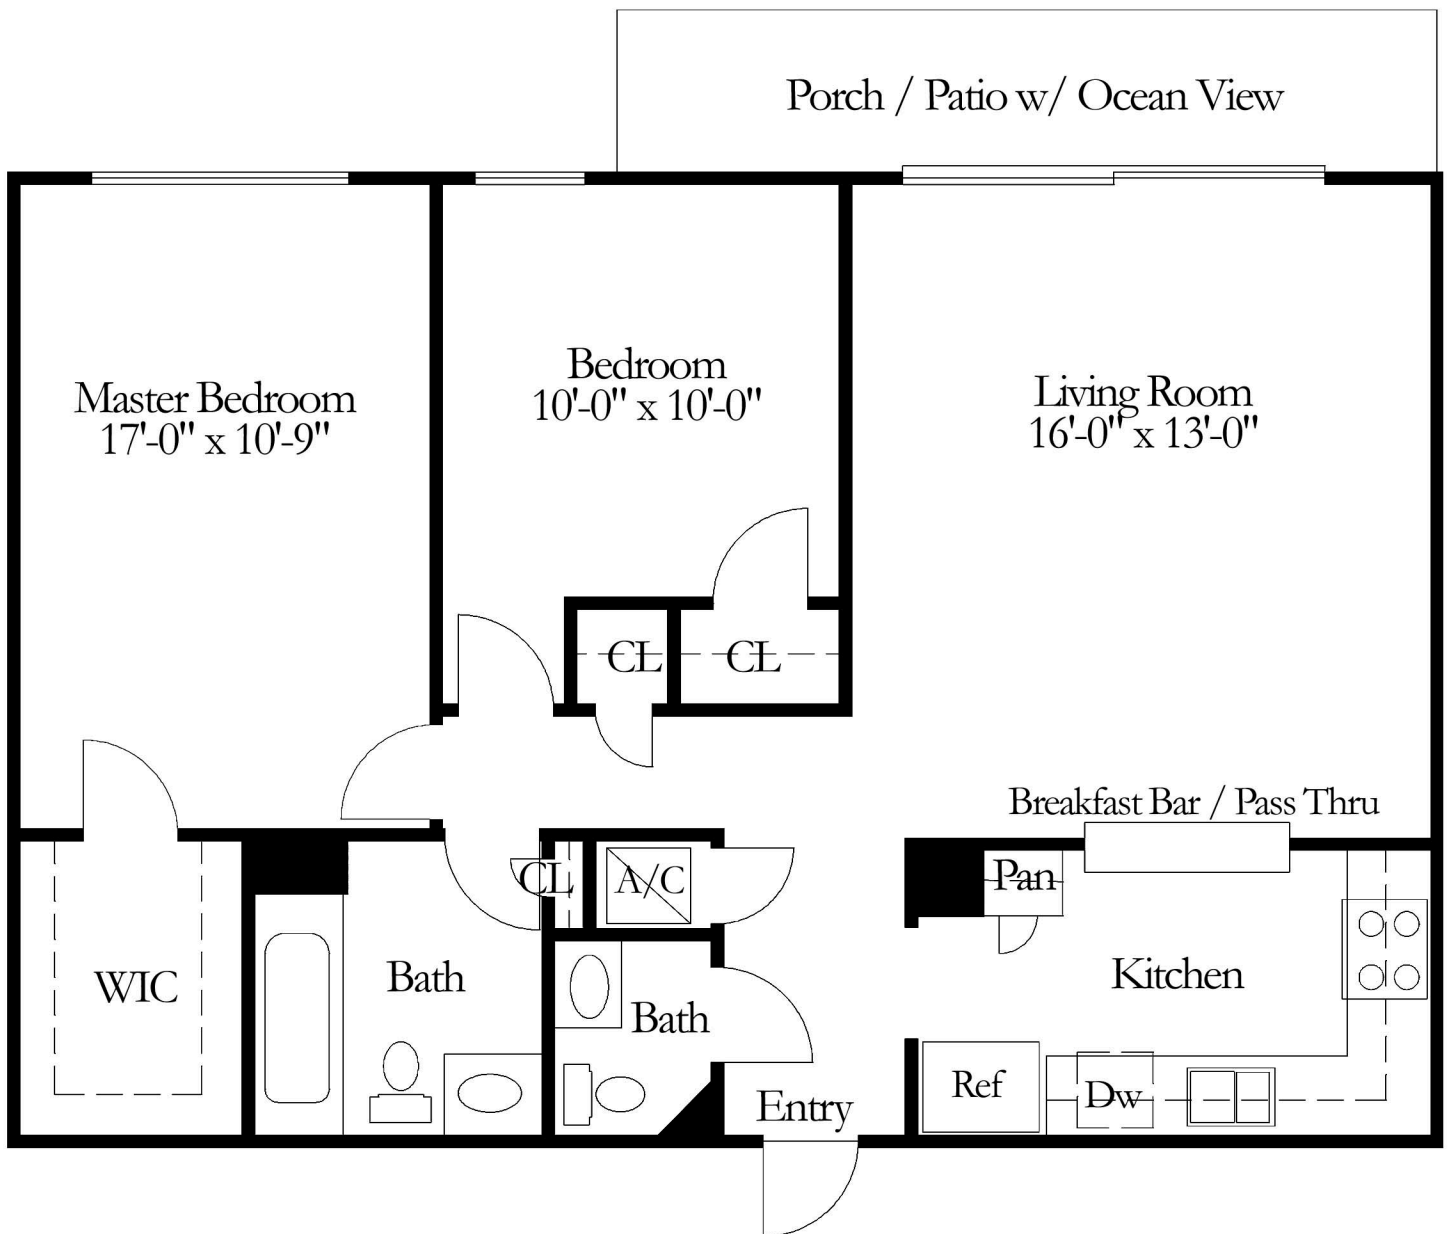 Porch / Patio w/ Ocean View
Master Bedroom
17'-0" x 10'-9"
Bedroom
10'-0" x 10'-0"
Living Room
16'-0" x 13'-0"
CL
CL
Breakfast Bar / Pass Thru
CL
A/C
Pan
WIC
Bath
Bath
Kitchen
Entry
Ref
Dw